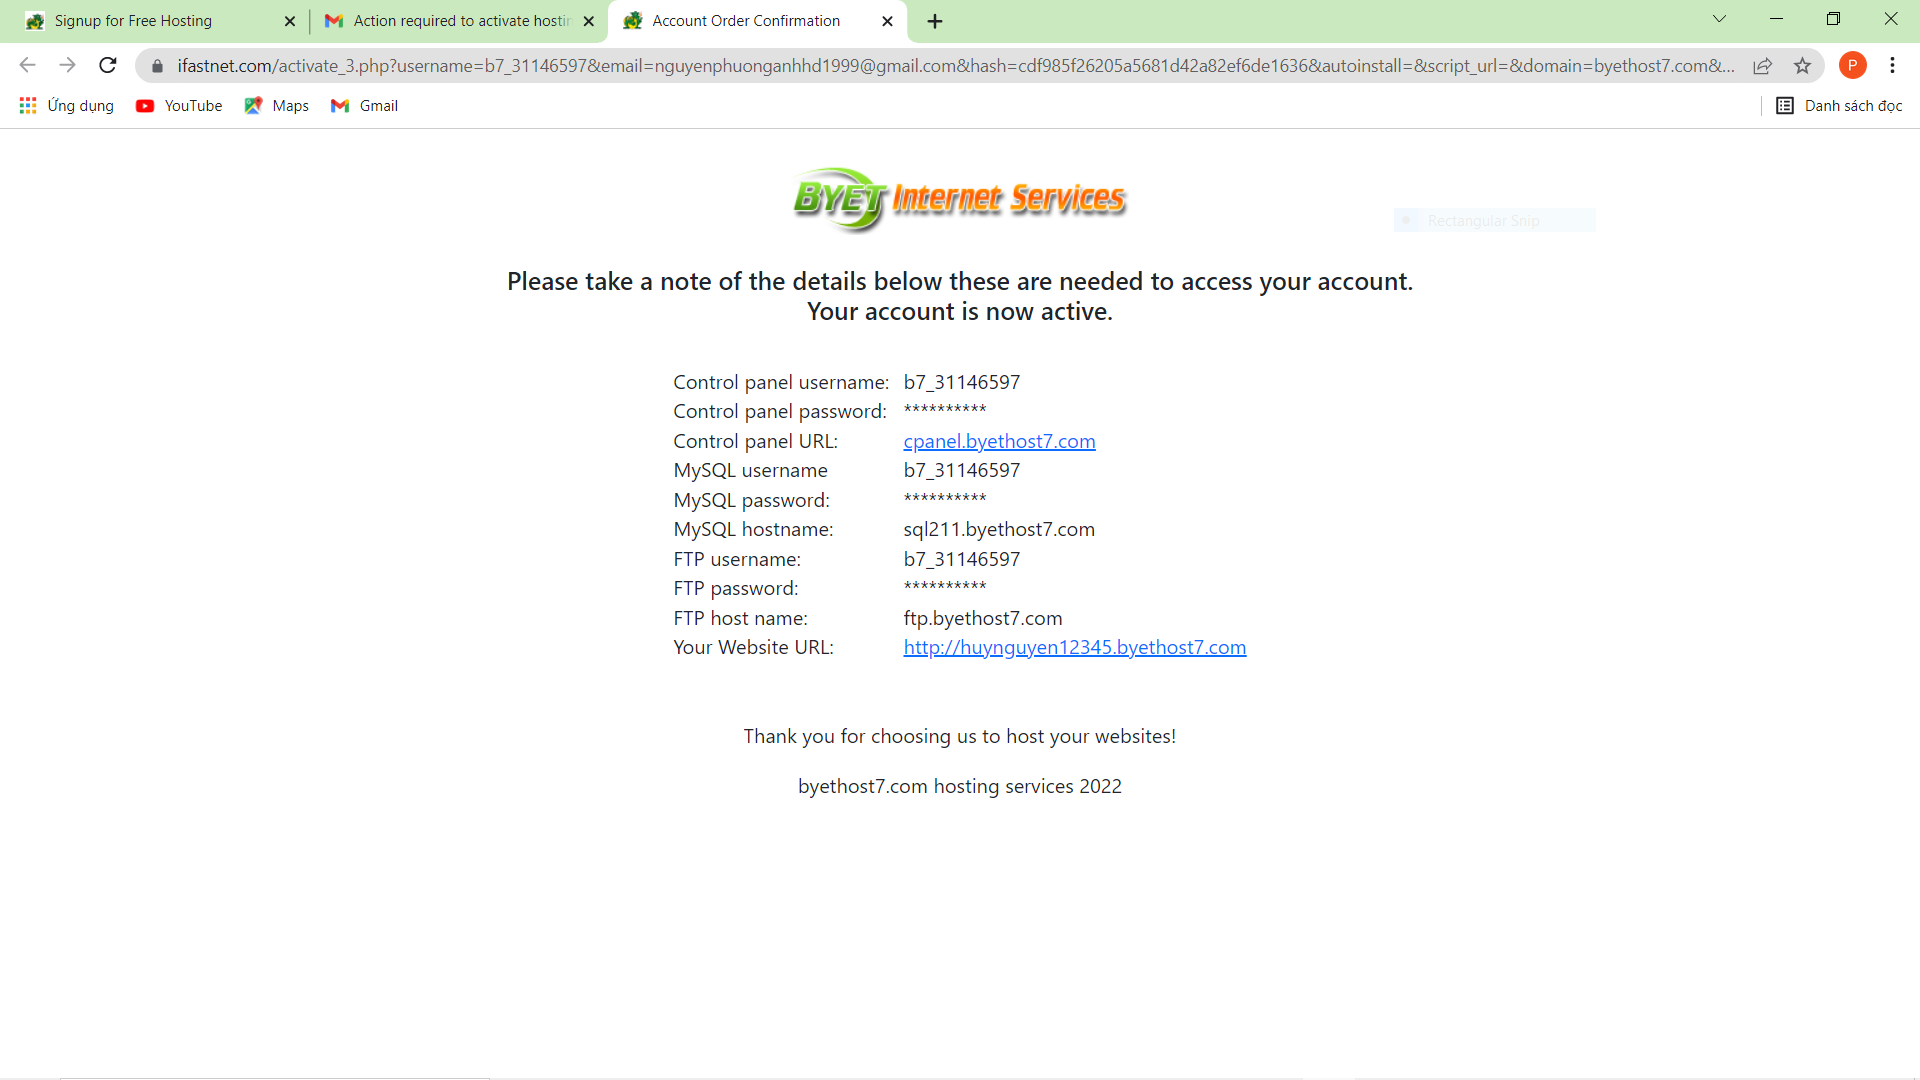 Signup for Free Hosting
Action required to activate hostin
Account Order Confirmation
ifastnet.com/activate_3.php?username=b7_31146597&email=nguyenphuonganhhd1999@gmail.com&hash=cdf985f26205a5681d42a82ef6de1636&autoinstall=&script_url=&domain=byethost7.com&...
P
Ứng dụng
YouTube
Maps
Gmail
Danh sách đọc
BYET Internet Services
Rectangular Snip
Please take a note of the details below these are needed to access your account.
Your account is now active.
Control panel username: b7_31146597
Control panel password: **********
Control panel URL: cpanel.byethost7.com
MySQL username b7_31146597
MySQL password: **********
MySQL hostname: sql211.byethost7.com
FTP username: b7_31146597
FTP password: **********
FTP host name: ftp.byethost7.com
Your Website URL: http://huynguyen12345.byethost7.com
Thank you for choosing us to host your websites!
byethost7.com hosting services 2022